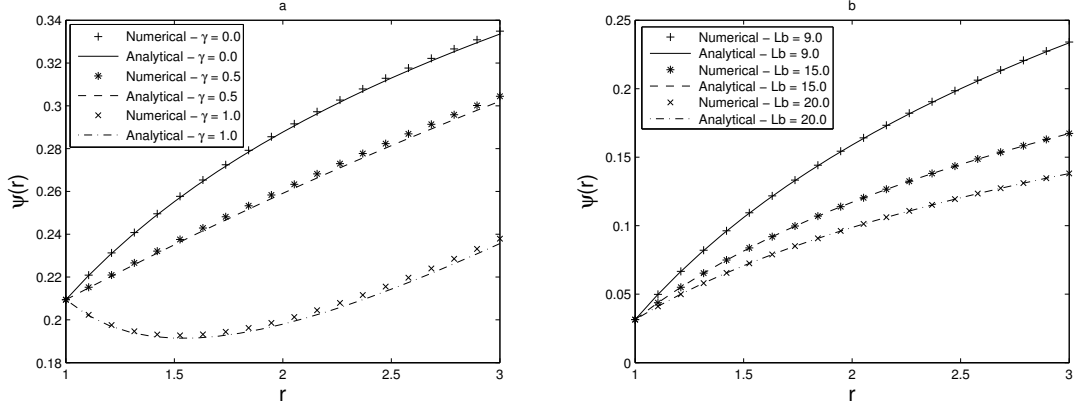 a
0.34
0.32
0.3
0.28
0.26
0.24
0.22
0.2
0.18
ψ(r)
Numerical − γ = 0.0
Analytical − γ = 0.0
Numerical − γ = 0.5
Analytical − γ = 0.5
Numerical − γ = 1.0
Analytical − γ = 1.0
1 1.5 2 2.5 3
r
b
0.25
0.2
0.15
0.1
0.05
0
ψ(r)
Numerical − Lb = 9.0
Analytical − Lb = 9.0
Numerical − Lb = 15.0
Analytical − Lb = 15.0
Numerical − Lb = 20.0
Analytical − Lb = 20.0
1 1.5 2 2.5 3
r